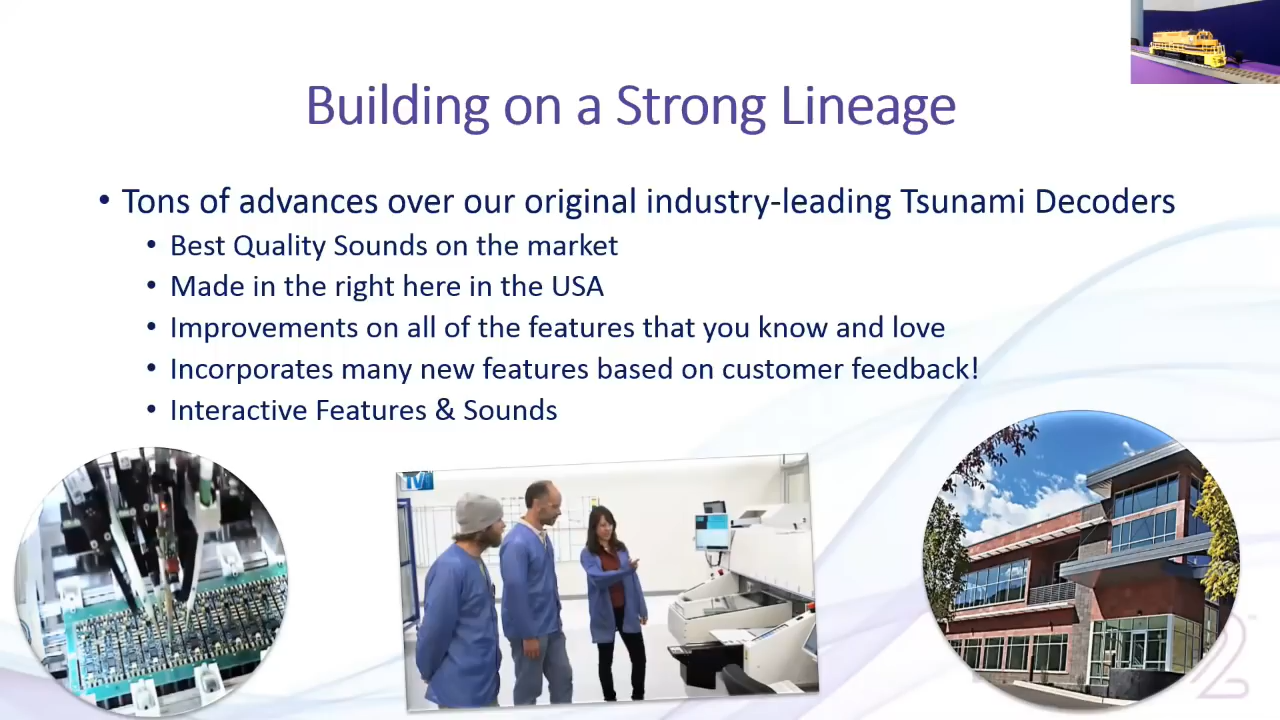 Building on a Strong Lineage
• Tons of advances over our original industry-leading Tsunami Decoders
• Best Quality Sounds on the market
• Made in the right here in the USA
• Improvements on all of the features that you know and love
• Incorporates many new features based on customer feedback!
• Interactive Features & Sounds
TV
2